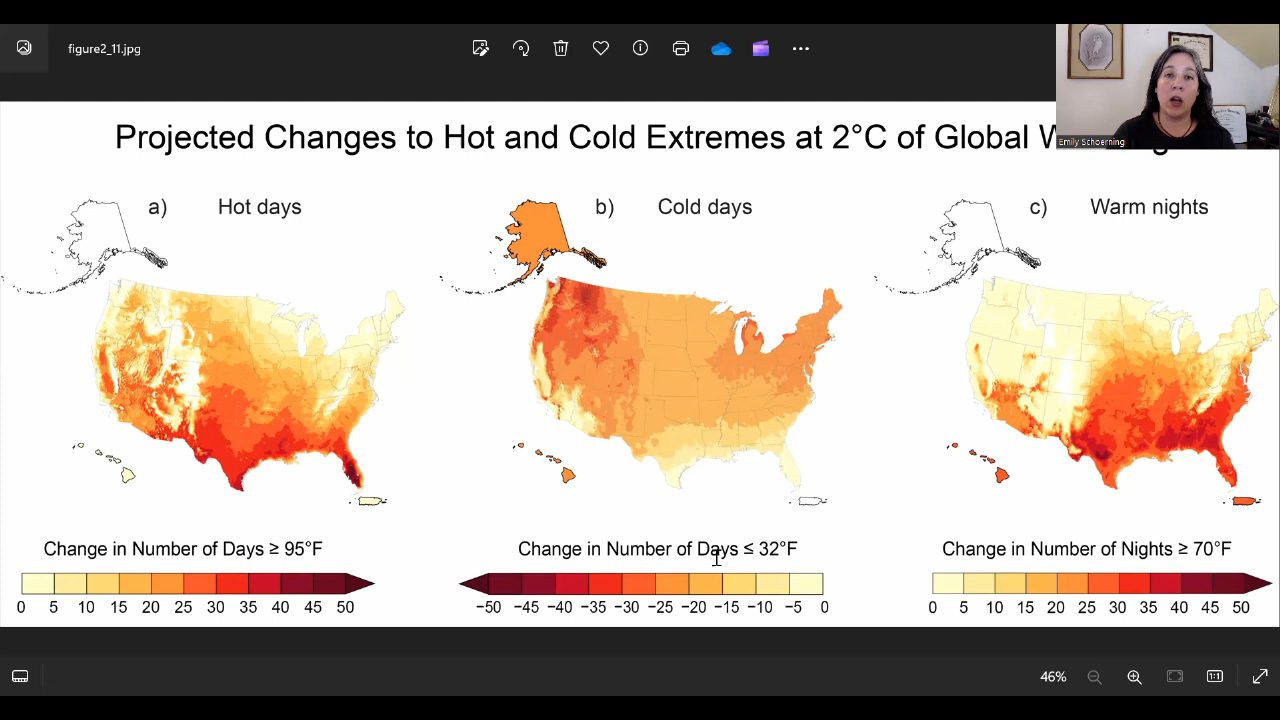 figure2_11.jpg
Emily Schoerning
Projected Changes to Hot and Cold Extremes at 2°C of Global
a) Hot days
b) Cold days
c) Warm nights
Change in Number of Days ≥ 95°F
0 5 10 15 20 25 30 35 40 45 50
Change in Number of Days ≤ 32°F
−50 −45 −40 −35 −30 −25 −20 −15 −10 −5 0
Change in Number of Nights ≥ 70°F
0 5 10 15 20 25 30 35 40 45 50
46%
1:1